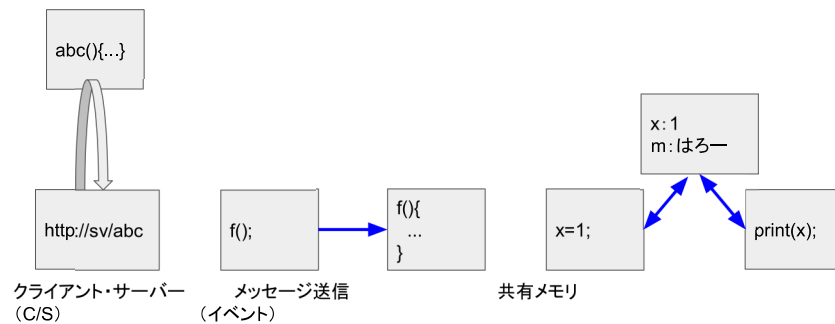 abc(){...}
http://sv/abc
クライアント・サーバー
（C/S）
f();
f(){
...
}
メッセージ送信
（イベント）
x：1
m：はろー
x=1;
print(x);
共有メモリ